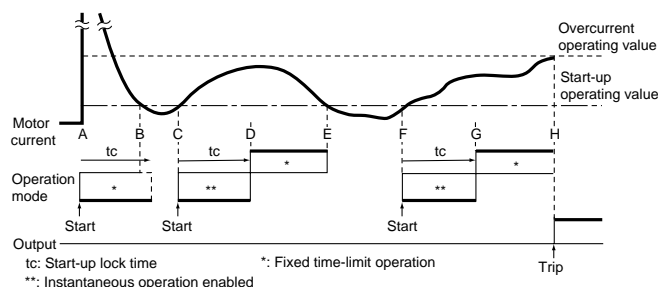 Overcurrent
operating value
Start-up
operating value
Motor
current
A B C D E F G H
tc tc tc
Operation
mode
* ** * ** *
Start Start Start
Output
tc: Start-up lock time *: Fixed time-limit operation Trip
**: Instantaneous operation enabled